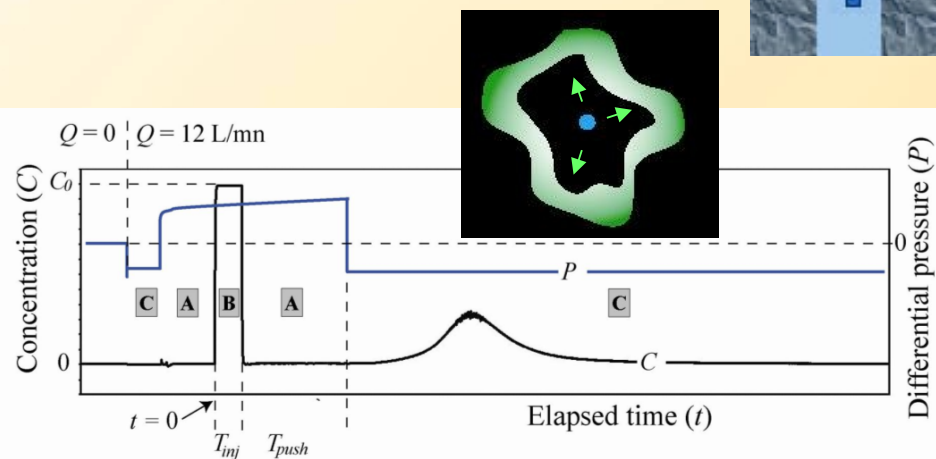 Q = 0 Q = 12 L/mn
Concentration (C)
C0
0
C A B A C
P
C
0
Differential pressure (P)
t = 0
Elapsed time (t)
Tinj Tpush